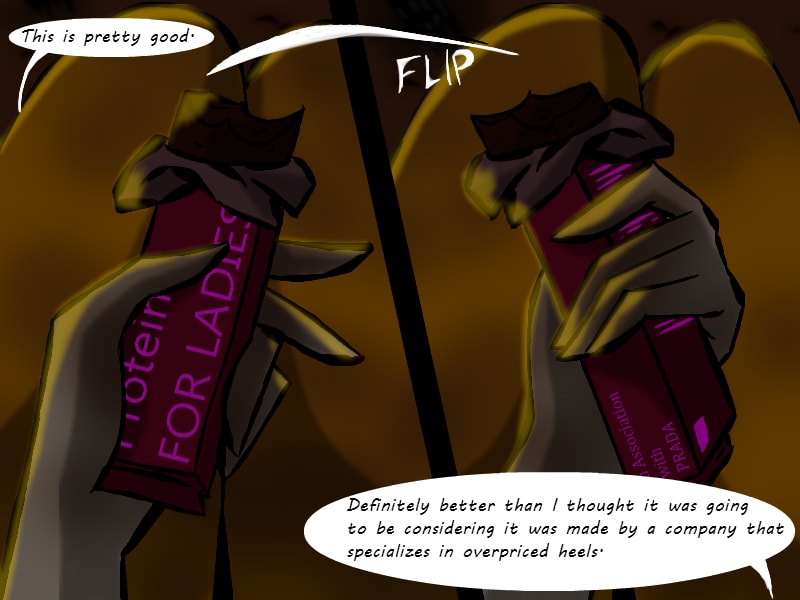 This is pretty good.
FLIP
Protein
FOR LADIES
Association
with
PRADA
Definitely better than I thought it was going
to be considering it was made by a company that
specializes in overpriced heels.